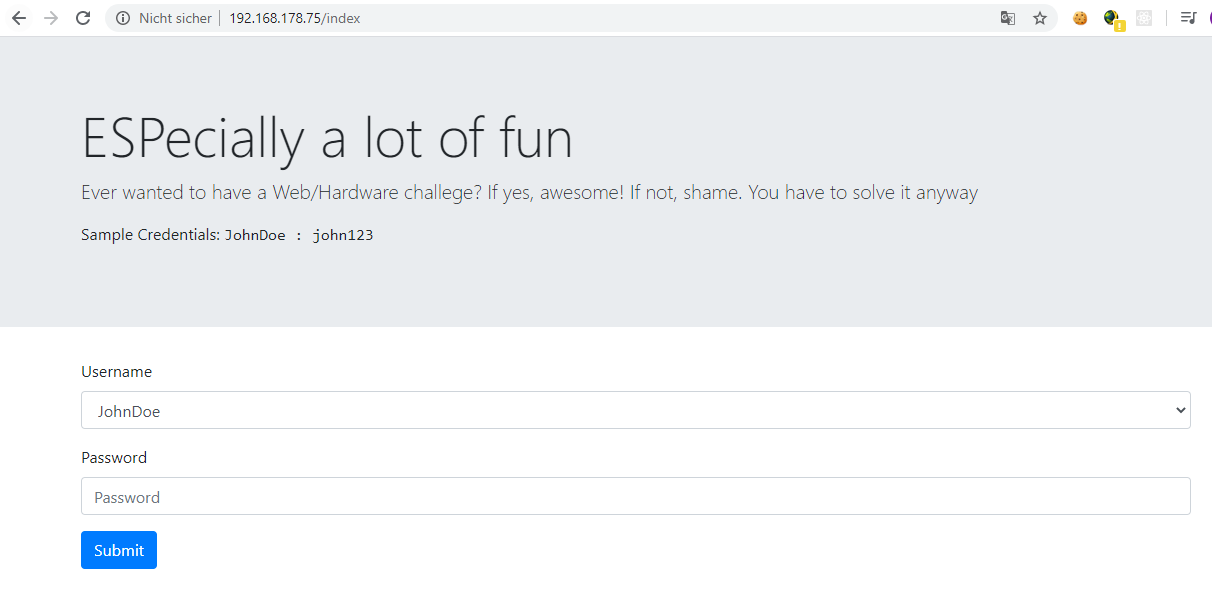 Nicht sicher 192.168.178.75/index
ESPecially a lot of fun
Ever wanted to have a Web/Hardware challege? If yes, awesome! If not, shame. You have to solve it anyway
Sample Credentials: JohnDoe : john123
Username
JohnDoe
Password
Password
Submit